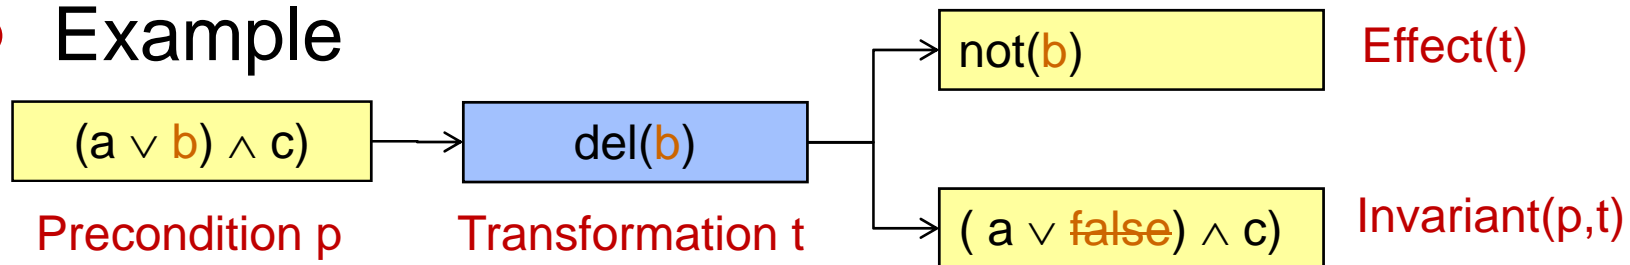 Example
not(b)
Effect(t)
(a ∨ b) ∧ c)
del(b)
Precondition p
Transformation t
( a ∨ false) ∧ c)
Invariant(p,t)